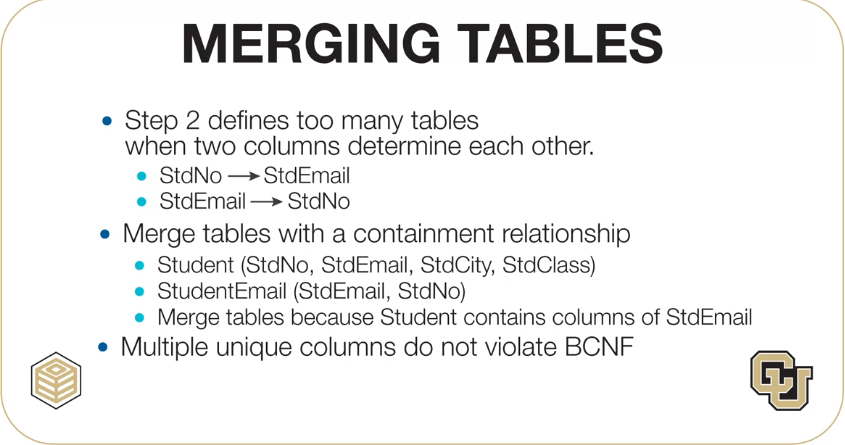 MERGING TABLES
• Step 2 defines too many tables
when two columns determine each other.
• StdNo → StdEmail
• StdEmail → StdNo
• Merge tables with a containment relationship
• Student (StdNo, StdEmail, StdCity, StdClass)
• StudentEmail (StdEmail, StdNo)
• Merge tables because Student contains columns of StdEmail
• Multiple unique columns do not violate BCNF
CU